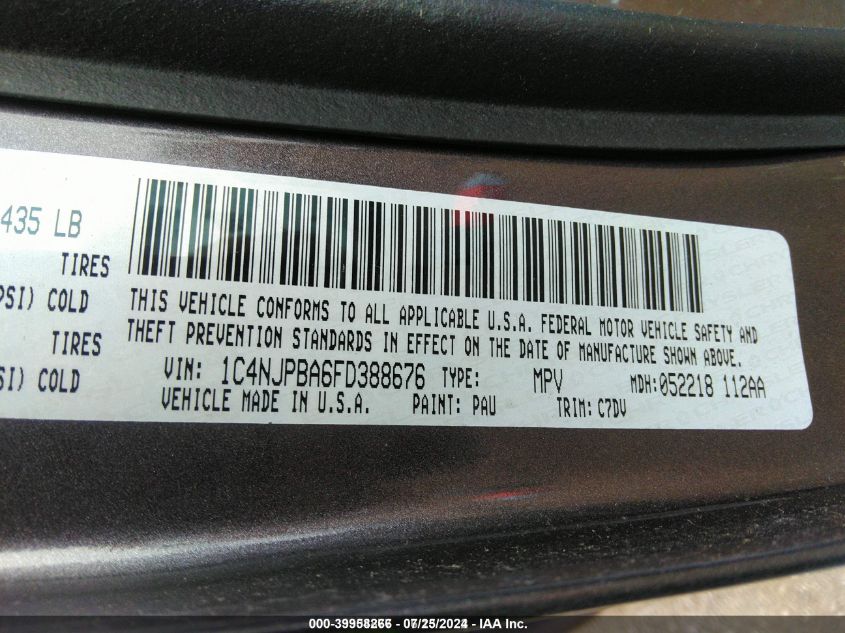 435 LB
TIRES
PSI) COLD
TIRES
SI) COLD
THIS VEHICLE CONFORMS TO ALL APPLICABLE U.S.A. FEDERAL MOTOR VEHICLE SAFETY AND
THEFT PREVENTION STANDARDS IN EFFECT ON THE DATE OF MANUFACTURE SHOWN ABOVE.
VIN: 1C4NJPBA6FD388676 TYPE: MPV MDH:052218 112AA
VEHICLE MADE IN U.S.A. PAINT: PAU TRIM: C7DV
000-39958266 - 07/25/2024 - IAA Inc.